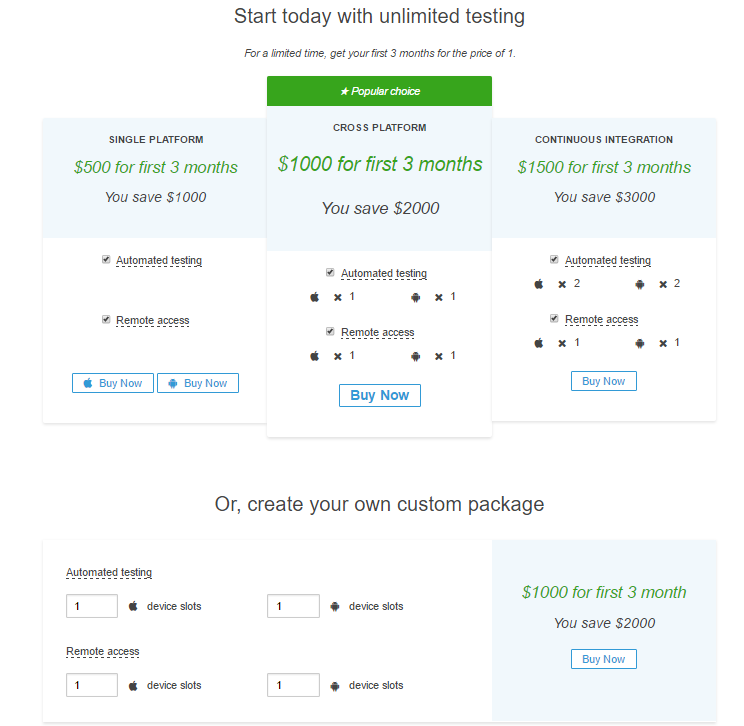 Start today with unlimited testing
For a limited time, get your first 3 months for the price of 1.
★ Popular choice
SINGLE PLATFORM
$500 for first 3 months
You save $1000
Automated testing
Remote access
Buy Now
Buy Now
CROSS PLATFORM
$1000 for first 3 months
You save $2000
Automated testing
× 1 × 1
Remote access
× 1 × 1
Buy Now
CONTINUOUS INTEGRATION
$1500 for first 3 months
You save $3000
Automated testing
× 2 × 2
Remote access
× 1 × 1
Buy Now
Or, create your own custom package
Automated testing
1 device slots 1 device slots
Remote access
1 device slots 1 device slots
$1000 for first 3 month
You save $2000
Buy Now